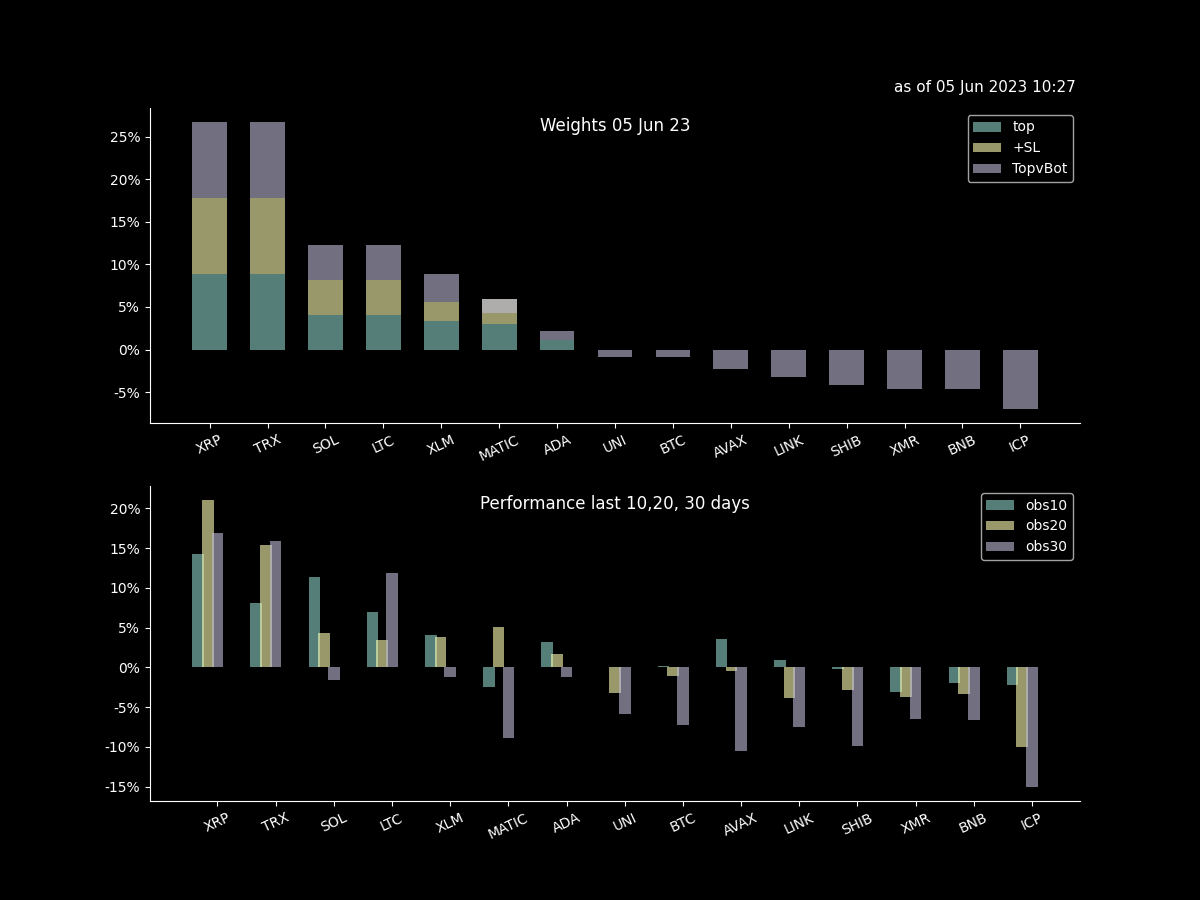 as of 05 Jun 2023 10:27
Weights 05 Jun 23
top
+SL
TopvBot
25%
20%
15%
10%
5%
0%
-5%
XRP TRX SOL LTC XLM MATIC ADA UNI BTC AVAX LINK SHIB XMR BNB ICP
Performance last 10,20, 30 days
obs10
obs20
obs30
20%
15%
10%
5%
0%
-5%
-10%
-15%
XRP TRX SOL LTC XLM MATIC ADA UNI BTC AVAX LINK SHIB XMR BNB ICP